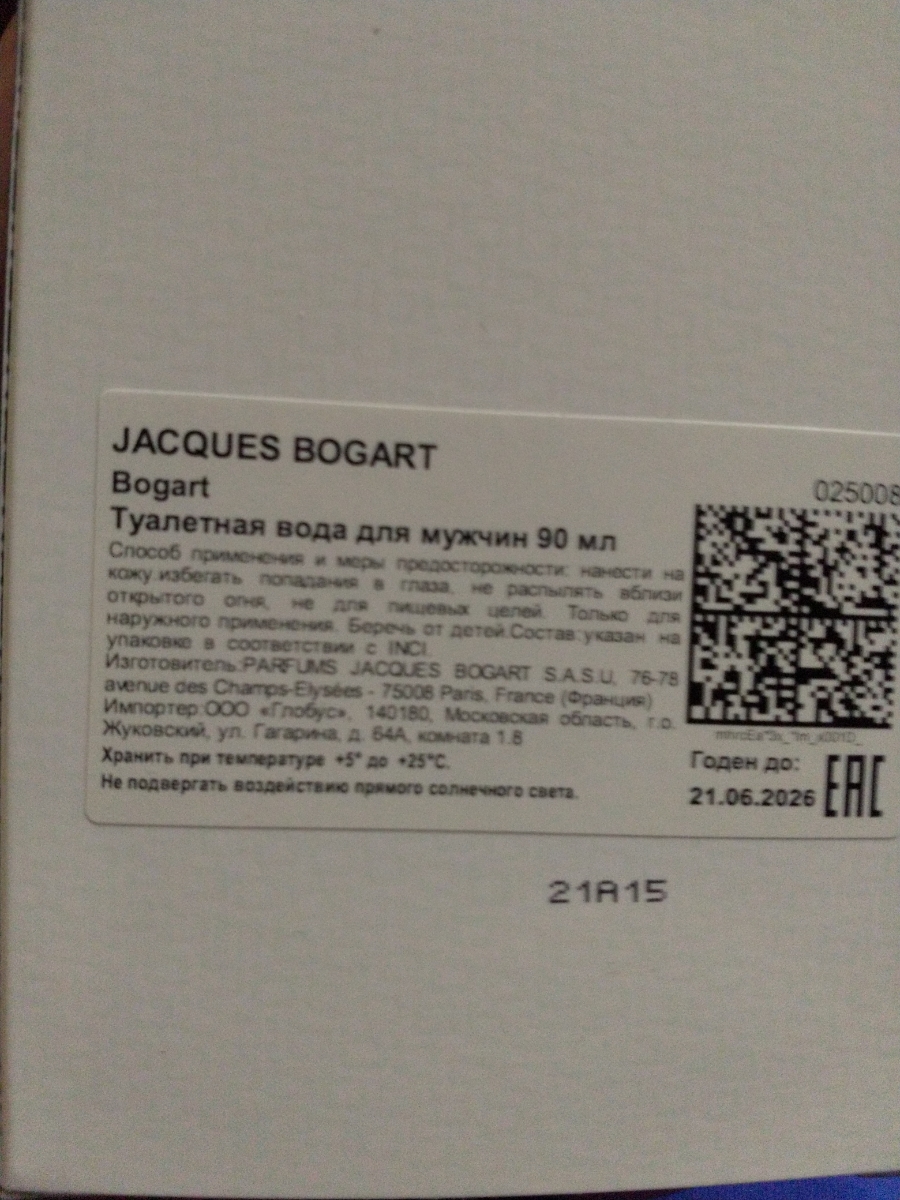 JACQUES BOGART
Bogart
Туалетная вода для мужчин 90 мл
Способ применения и меры предосторожности: нанести на
кожу.избегать попадания в глаза, не распылять вблизи
открытого огня, не для пищевых целей. Только для
наружного применения. Беречь от детей.Состав:указан на
упаковке в соответствии с INCI.
Изготовитель:PARFUMS JACQUES BOGART S.A.S.U, 76-78
avenue des Champs-Elysées - 75008 Paris, France (Франция)
Импортер:ООО «Глобус», 140180, Московская область, г.о.
Жуковский, ул. Гагарина, д. 64А, комната 1.8
Хранить при температуре +5° до +25°C.
Не подвергать воздействию прямого солнечного света.
025008
Годен до:
21.06.2026
EAC
21A15